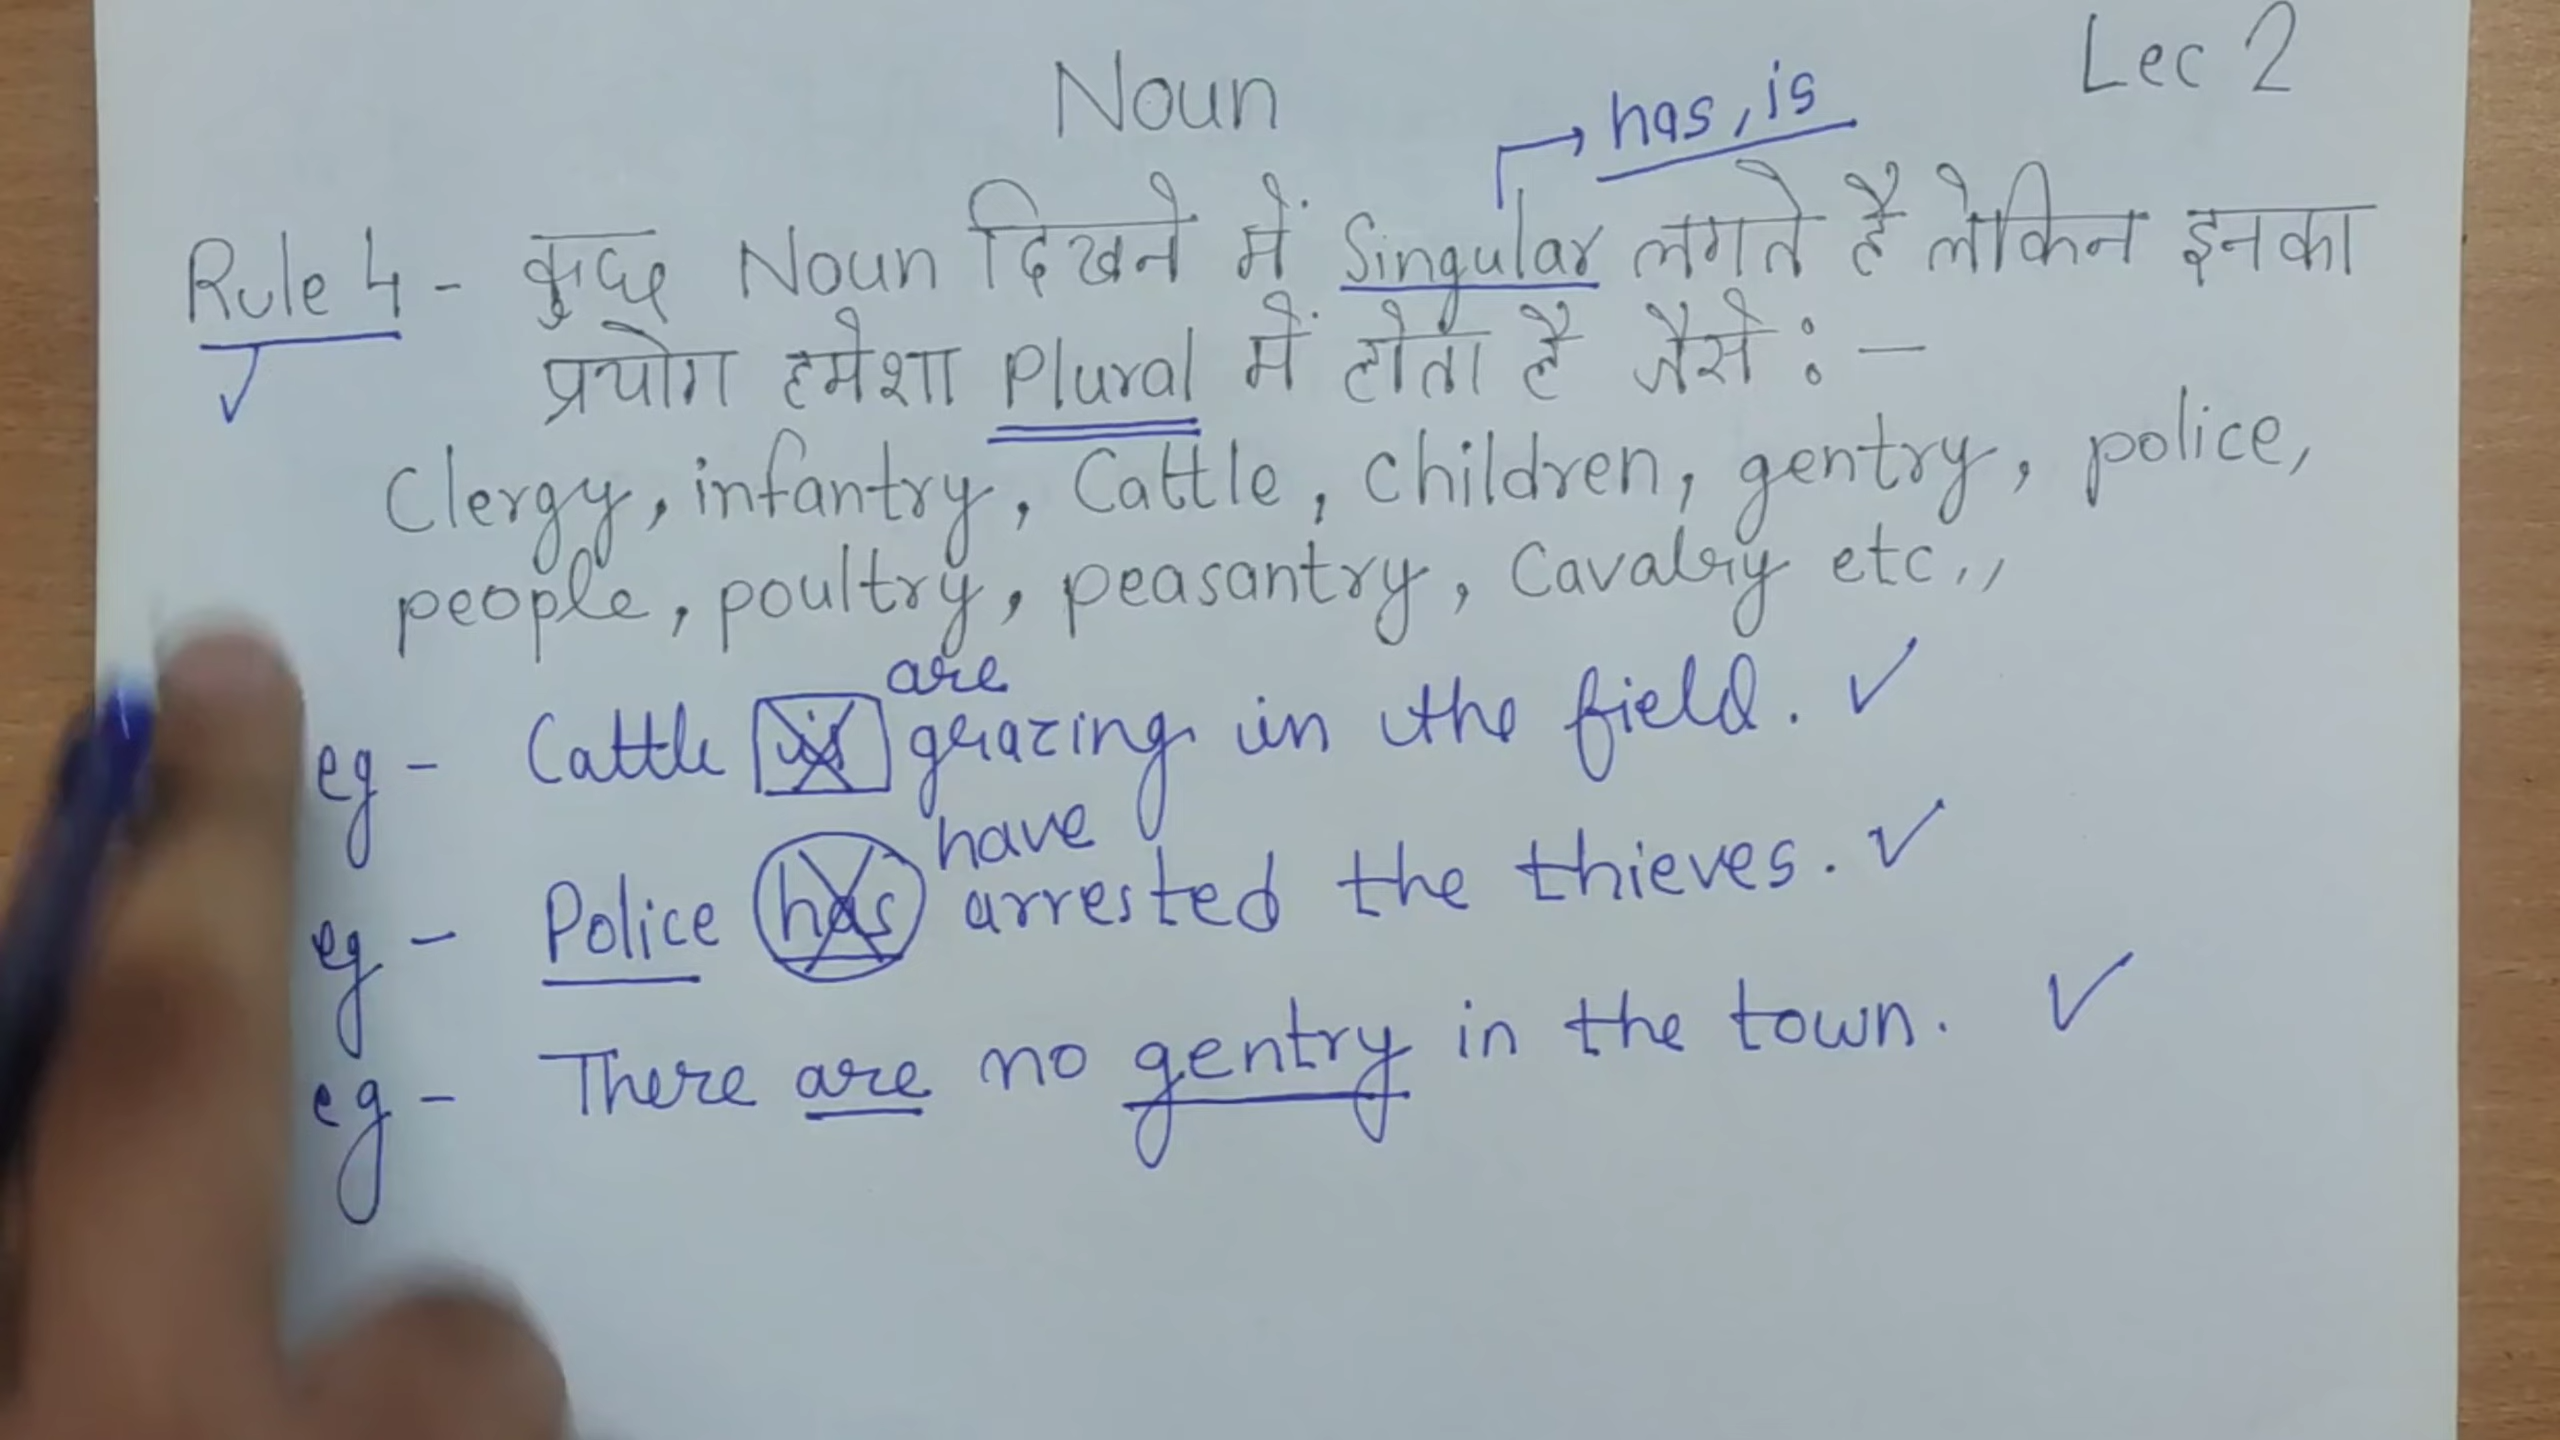 Noun
Lec 2
has, is
Rule 4 - कुछ Noun दिखने में Singular लगते है लेकिन इनका
प्रयोग हमेशा Plural में होता है जैसे : -
Clergy, infantry, Cattle, children, gentry, police,
people, poultry, peasantry, Cavalry etc.,,
are
eg - Cattle is grazing in the field. ✓
have
eg - Police has arrested the thieves. ✓
eg - There are no gentry in the town. ✓